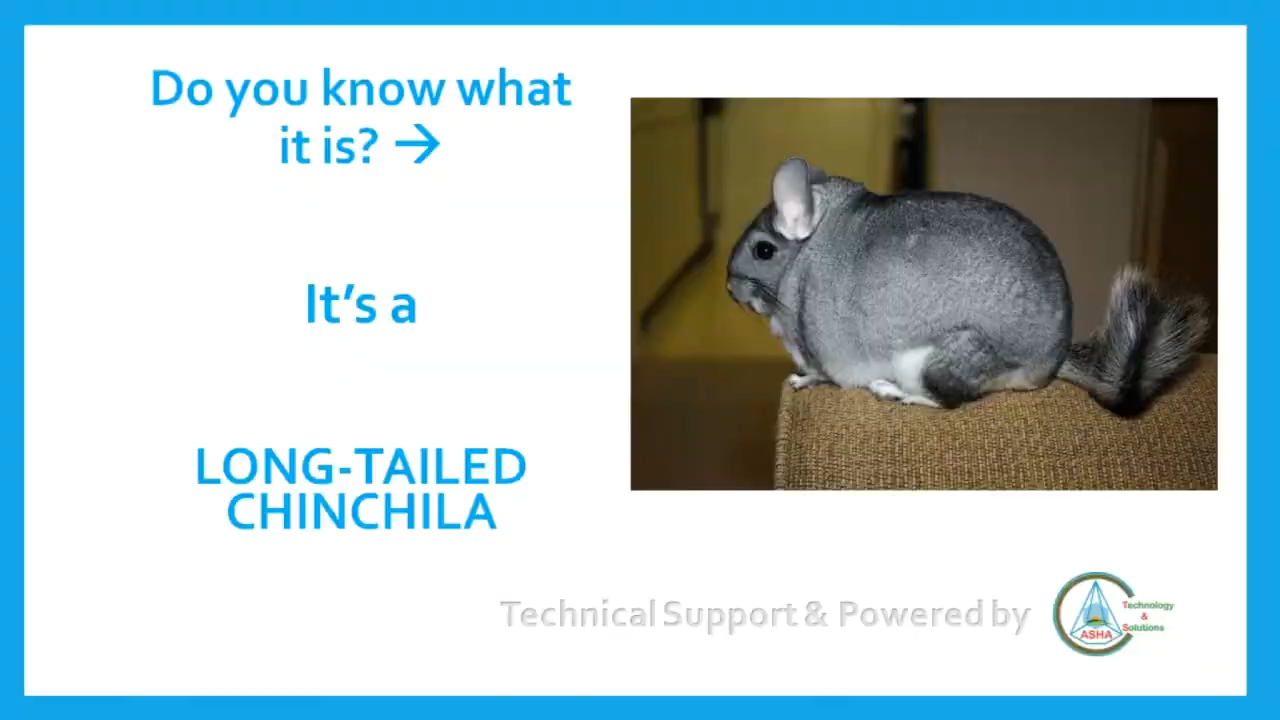 Do you know what
it is? →
It's a
LONG-TAILED
CHINCHILA
Technical Support & Powered by
Technology
&
Solutions
ASHA